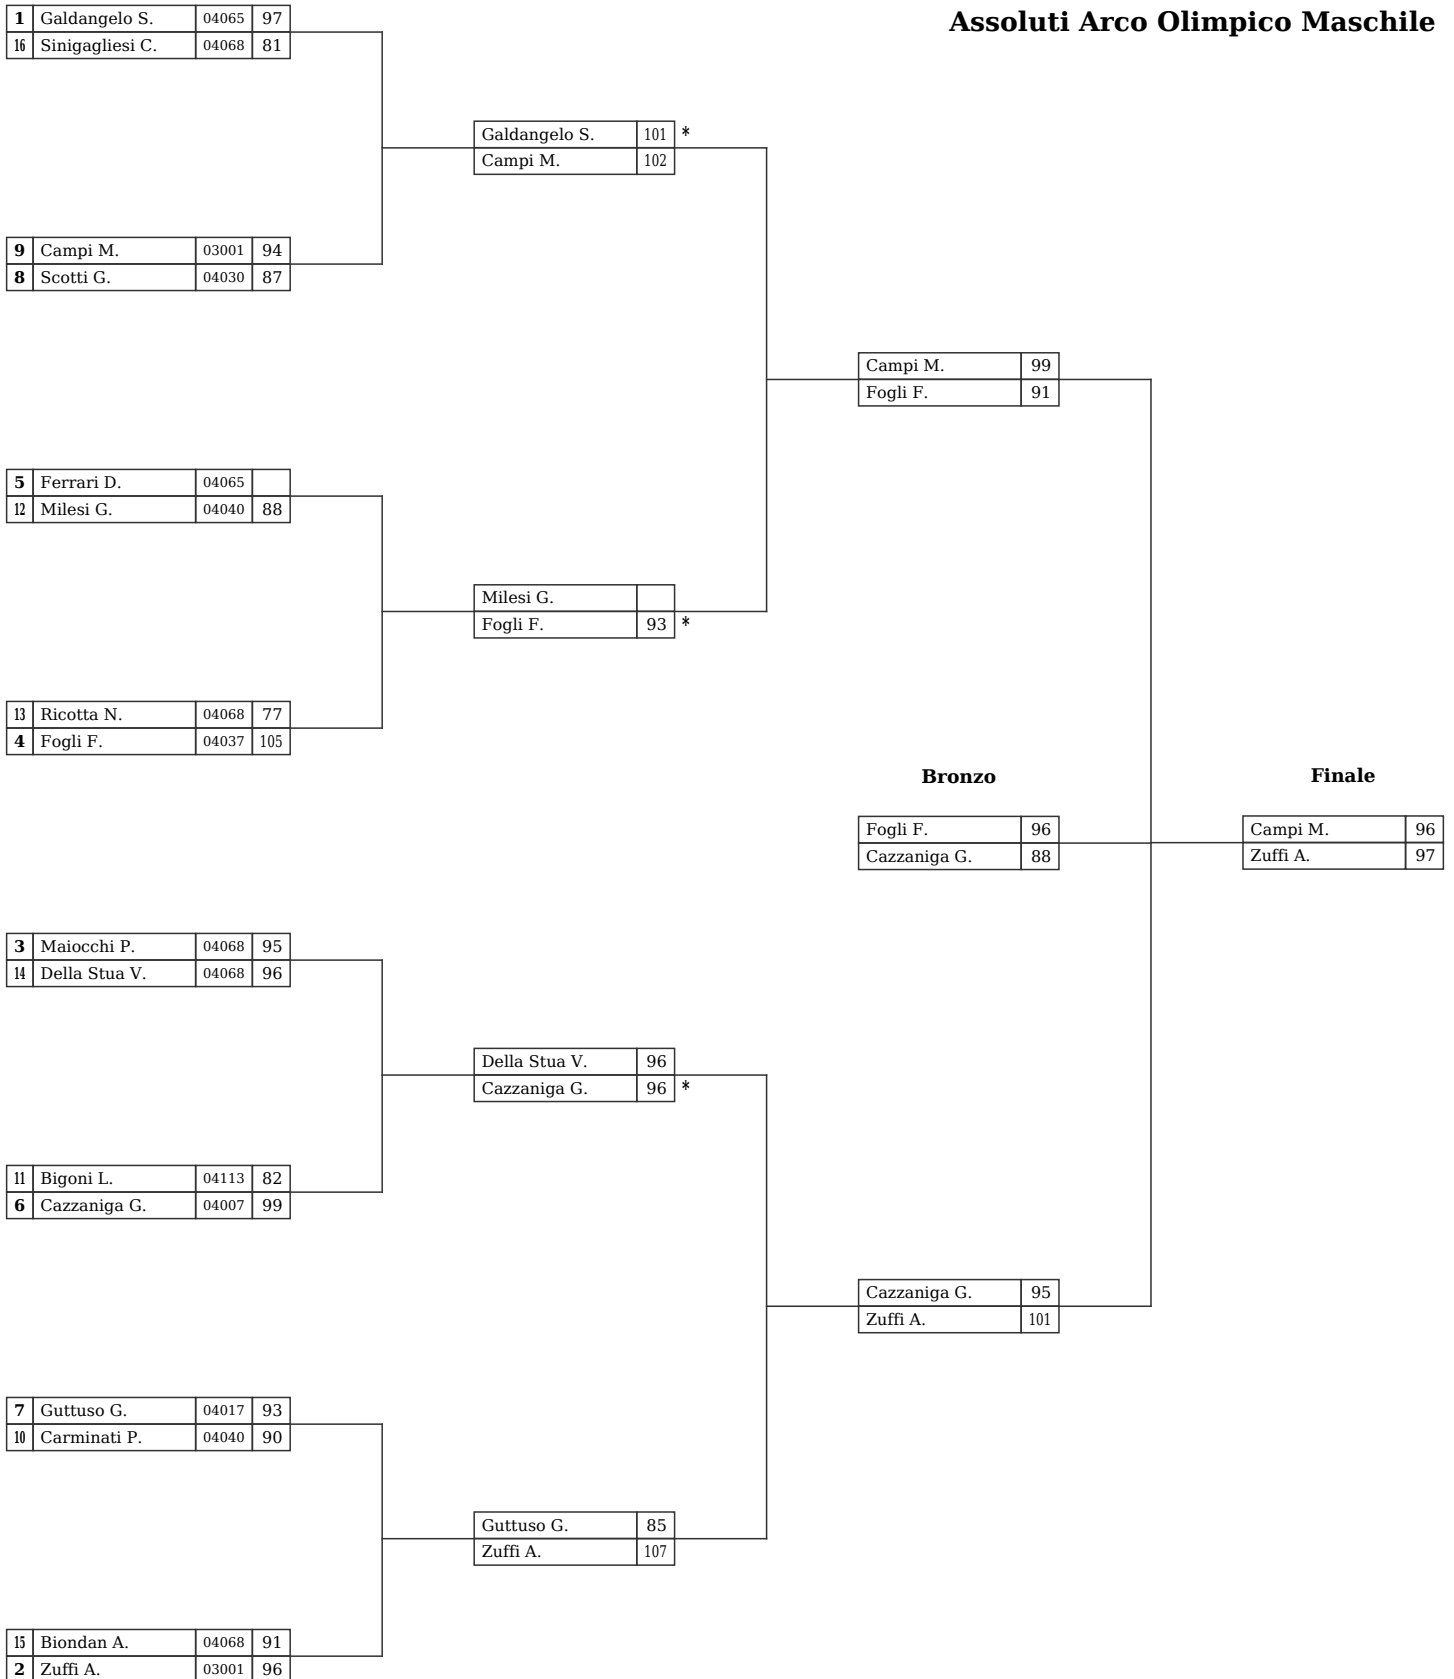 Assoluti Arco Olimpico Maschile
1 Galdangelo S. 04065 97
16 Sinigagliesi C. 04068 81
Galdangelo S. 101 *
Campi M. 102
9 Campi M. 03001 94
8 Scotti G. 04030 87
Campi M. 99
Fogli F. 91
5 Ferrari D. 04065
12 Milesi G. 04040 88
Milesi G.
Fogli F. 93 *
13 Ricotta N. 04068 77
4 Fogli F. 04037 105
Bronzo
Finale
Fogli F. 96
Cazzaniga G. 88
Campi M. 96
Zuffi A. 97
3 Maiocchi P. 04068 95
14 Della Stua V. 04068 96
Della Stua V. 96
Cazzaniga G. 96 *
11 Bigoni L. 04113 82
6 Cazzaniga G. 04007 99
Cazzaniga G. 95
Zuffi A. 101
7 Guttuso G. 04017 93
10 Carminati P. 04040 90
Guttuso G. 85
Zuffi A. 107
15 Biondan A. 04068 91
2 Zuffi A. 03001 96